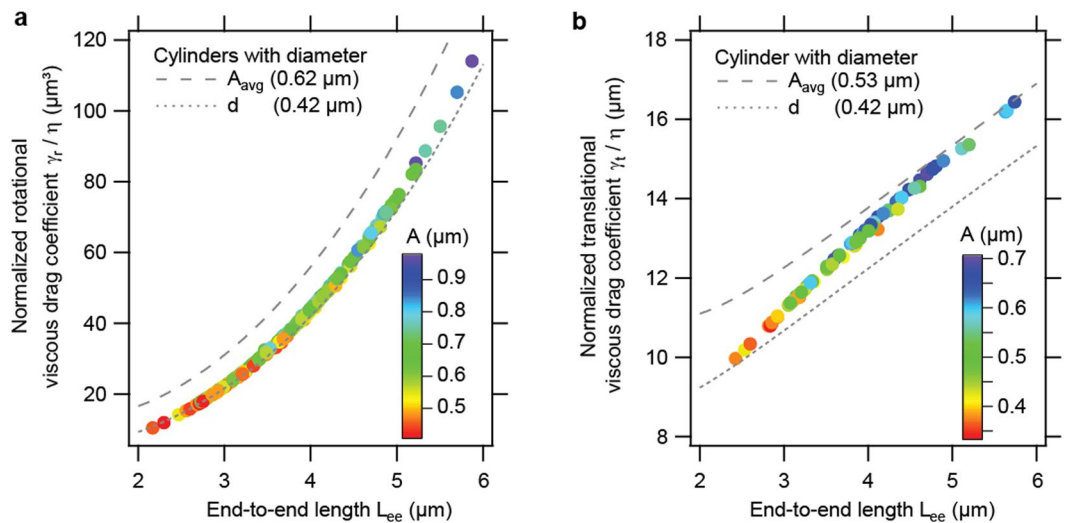 a
Normalized rotational
viscous drag coefficient γr / η (μm³)
120
100
80
60
40
20
Cylinders with diameter
Aavg (0.62 μm)
d (0.42 μm)
A (μm)
0.9
0.8
0.7
0.6
0.5
2 3 4 5 6
End-to-end length Lee (μm)
b
Normalized translational
viscous drag coefficient γt / η (μm)
18
16
14
12
10
8
Cylinder with diameter
Aavg (0.53 μm)
d (0.42 μm)
A (μm)
0.7
0.6
0.5
0.4
2 3 4 5 6
End-to-end length Lee (μm)